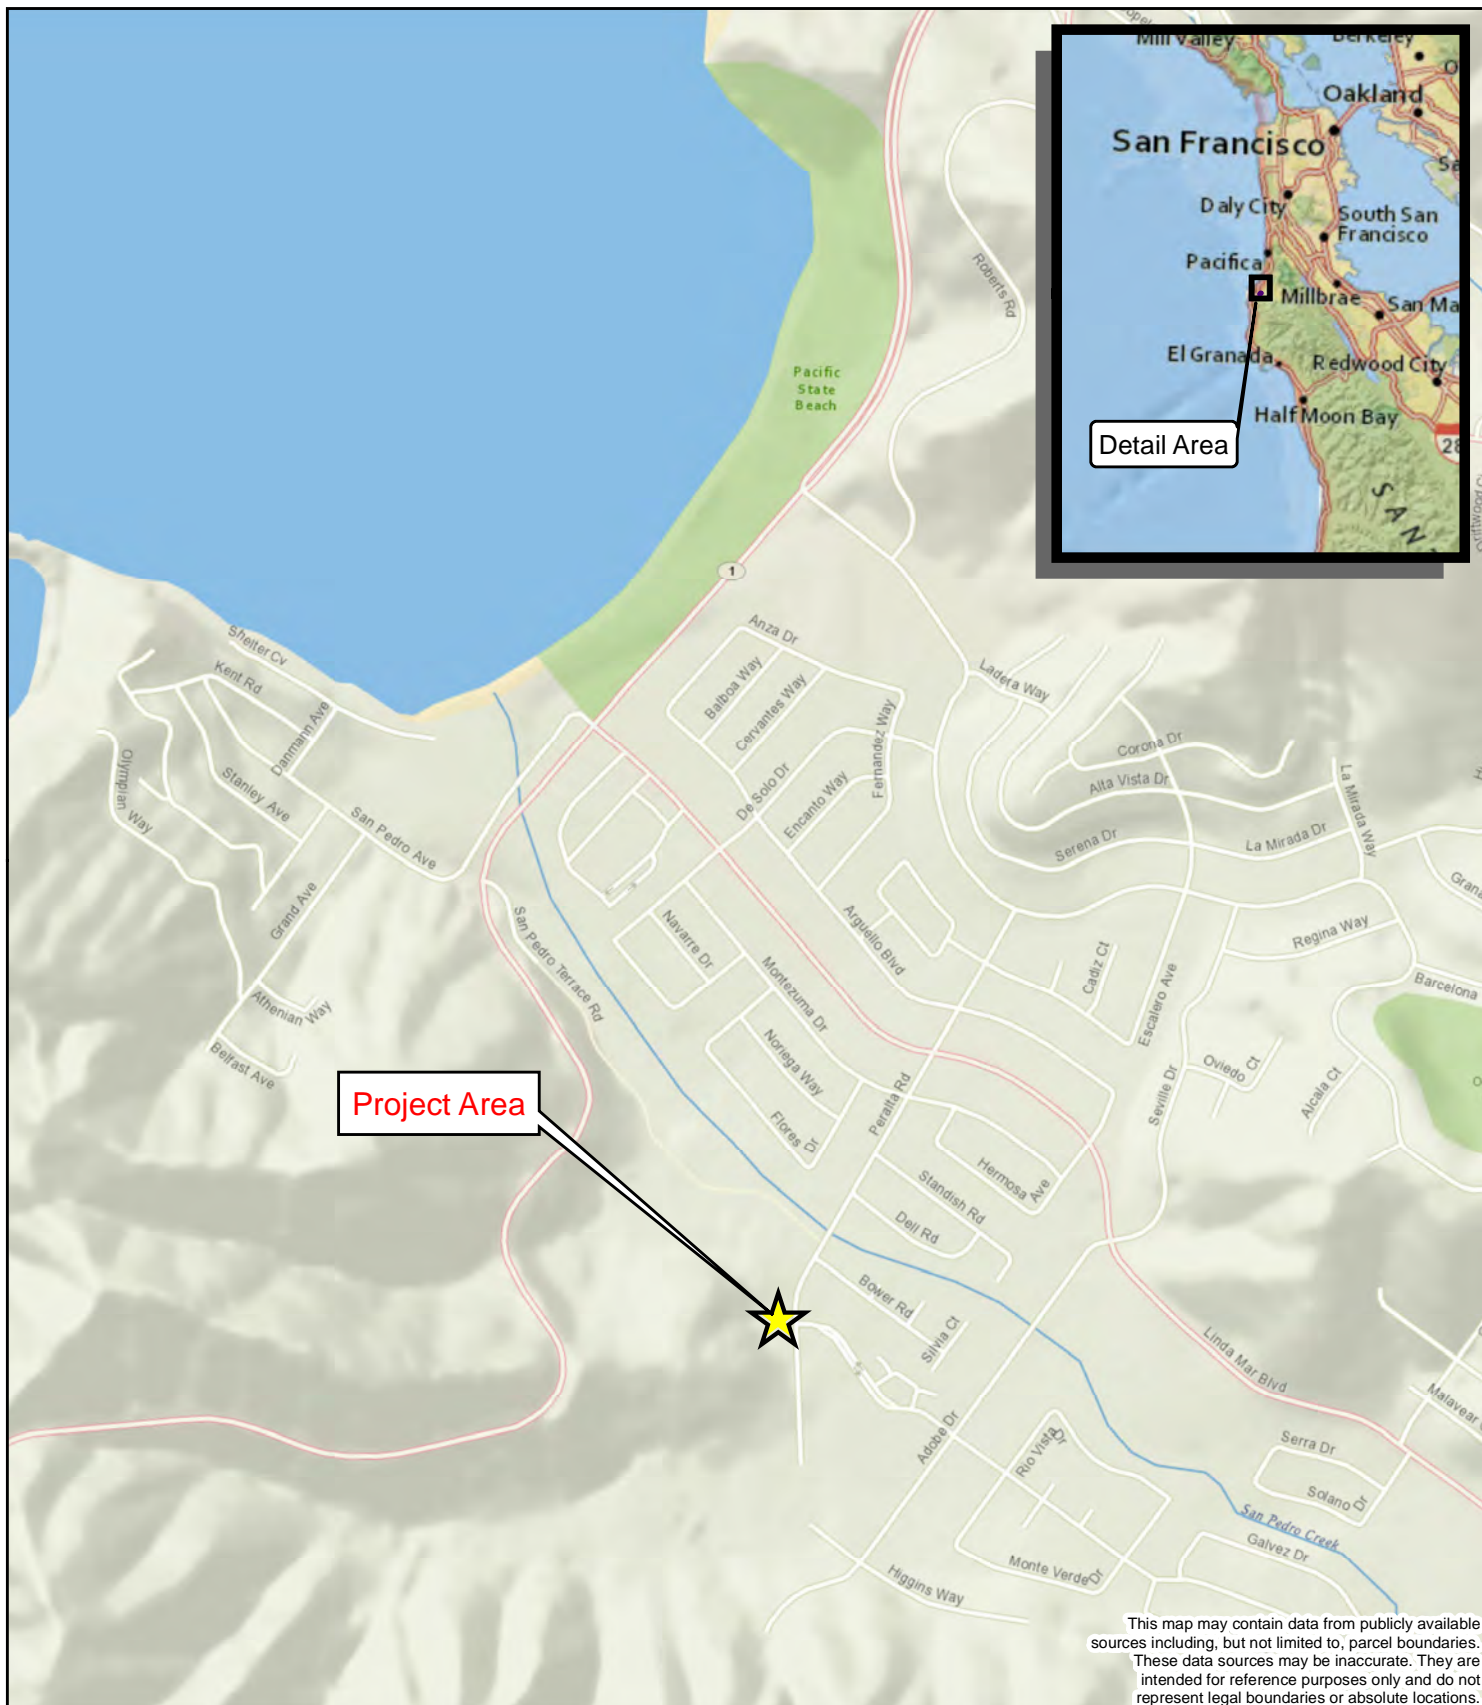 Mill Valley
Berkeley
Oakland
San Francisco
Daly City
South San
Francisco
Pacifica
Millbrae
San Ma
El Granada
Redwood City
Half Moon Bay
28
SAN
Detail Area
Roberts Rd
Pacific
State
Beach
1
Shelter Cv
Kent Rd
Danmann Ave
Olympian Way
Stanley Ave
San Pedro Ave
Grand Ave
Athenian Way
Belfast Ave
San Pedro Terrace Rd
Anza Dr
Balboa Way
Cervantes Way
Fernandez Way
De Solo Dr
Encanto Way
Ladera Way
Corona Dr
Alta Vista Dr
Serena Dr
La Mirada Dr
La Mirada Way
Grana
Regina Way
Barcelona
Arguello Blvd
Navarre Dr
Montezuma Dr
Cadiz Ct
Escalero Ave
Noriega Way
Flores Dr
Peralta Rd
Seville Dr
Oviedo Ct
Alcala Ct
Project Area
Hermosa Ave
Standish Rd
Dell Rd
Bower Rd
Silvia Ct
Linda Mar Blvd
Malavear
Adobe Dr
Rio Vista Dr
Serra Dr
Solano Dr
San Pedro Creek
Galvez Dr
Monte Verde Dr
Higgins Way
This map may contain data from publicly available
sources including, but not limited to, parcel boundaries.
These data sources may be inaccurate. They are
intended for reference purposes only and do not
represent legal boundaries or absolute locations.